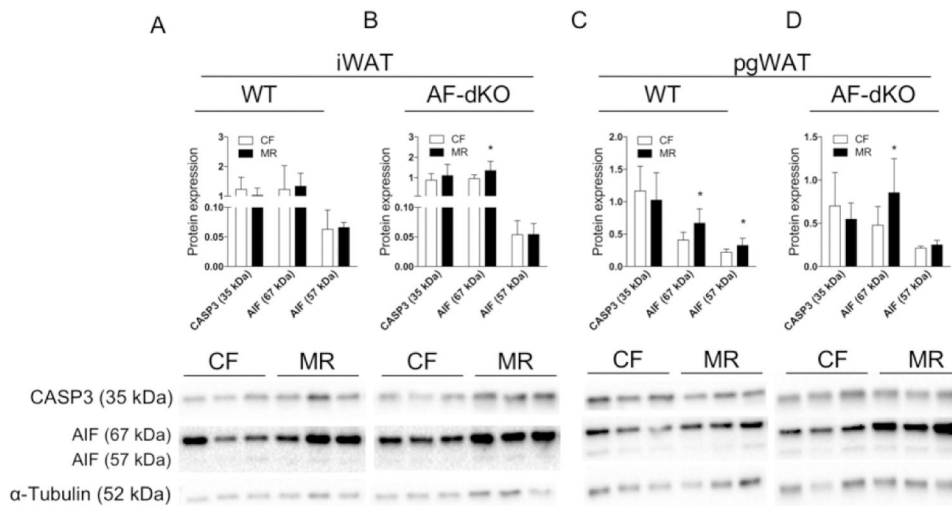 A B C D
iWAT pgWAT
WT AF-dKO WT AF-dKO
Protein expression
3
2
1
0.10
0.05
0.00
CF
MR
CASP3 (35 kDa)
AIF (67 kDa)
AIF (57 kDa)
Protein expression
3
2
1
0.10
0.05
0.00
CF
MR
*
CASP3 (35 kDa)
AIF (67 kDa)
AIF (57 kDa)
Protein expression
2.0
1.5
1.0
0.5
0.0
CF
MR
*
*
CASP3 (35 kDa)
AIF (67 kDa)
AIF (57 kDa)
Protein expression
1.5
1.0
0.5
0.0
CF
MR
*
CASP3 (35 kDa)
AIF (67 kDa)
AIF (57 kDa)
CF MR CF MR CF MR CF MR
CASP3 (35 kDa)
AIF (67 kDa)
AIF (57 kDa)
α-Tubulin (52 kDa)